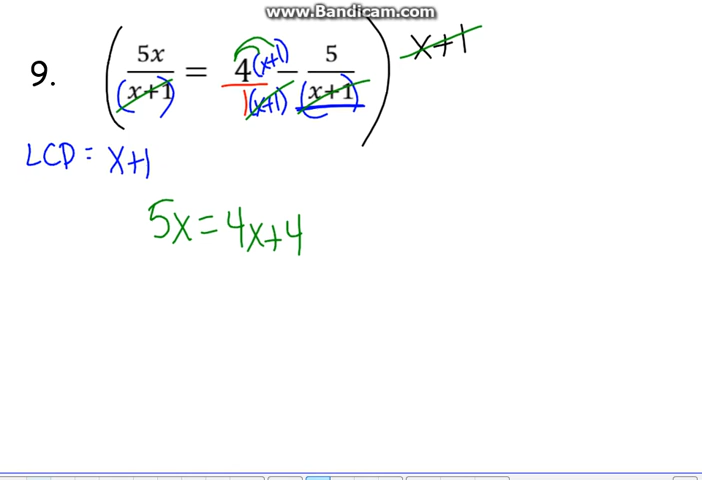 www.Bandicam.com
9. ( 5x/(x+1) = 4(x+1)/1(x+1) − 5/(x+1) ) x+1
LCD = x+1
5x = 4x+4